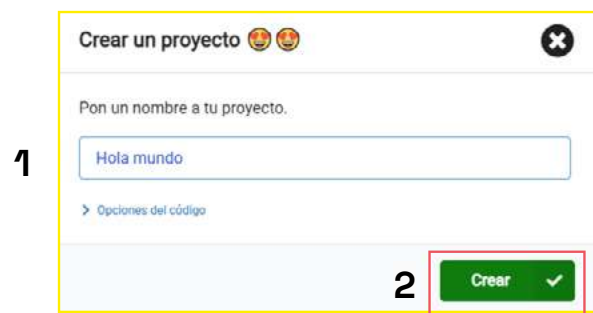 Crear un proyecto 🤩🤩
Pon un nombre a tu proyecto.
1
Hola mundo
> Opciones del código
2
Crear